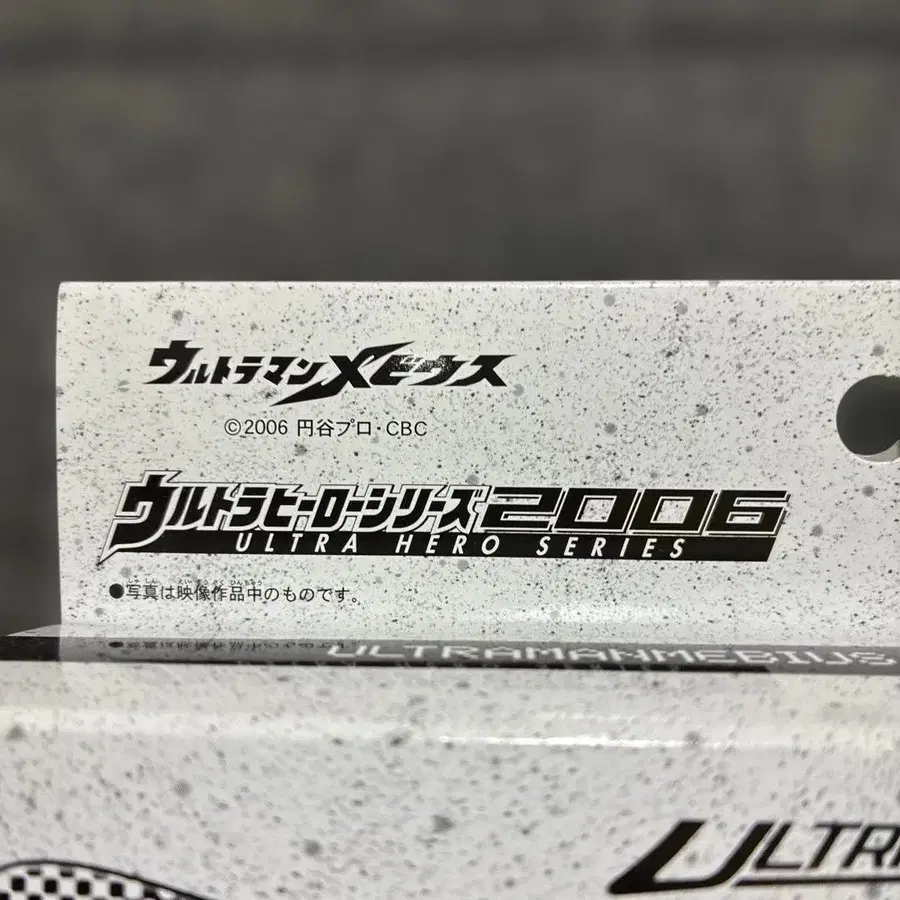 ウルトラマンメビウス
©2006 円谷プロ・CBC
ウルトラヒーローシリーズ2006
ULTRA HERO SERIES
●写真は映像作品中のものです。
ULTRAMANMEBIUS